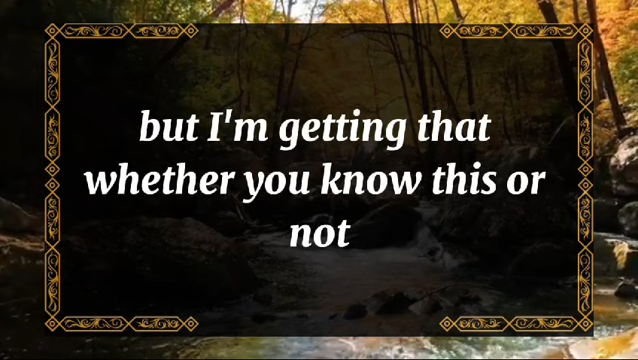 but I'm getting that
whether you know this or
not